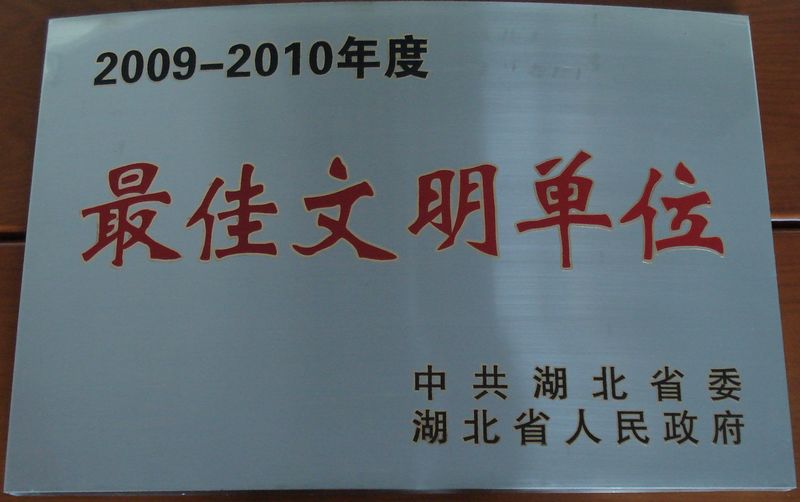 2009-2010年度
最佳文明单位
中共湖北省委
湖北省人民政府